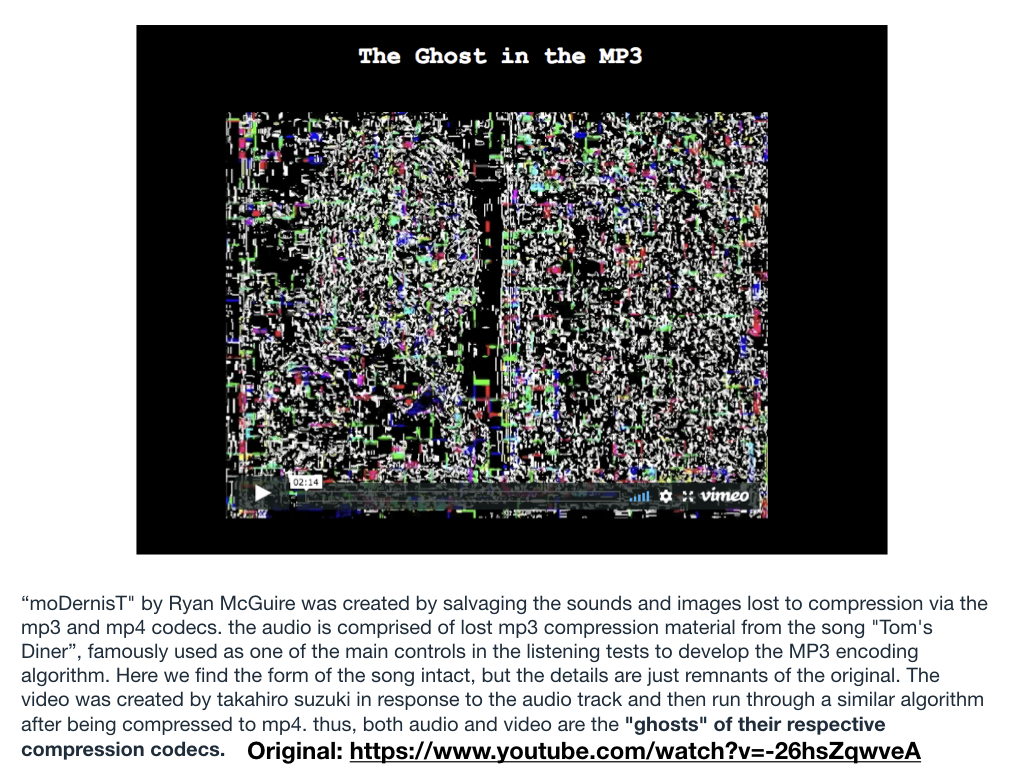 The Ghost in the MP3
02:14
vimeo
“moDernisT" by Ryan McGuire was created by salvaging the sounds and images lost to compression via the
mp3 and mp4 codecs. the audio is comprised of lost mp3 compression material from the song "Tom's
Diner”, famously used as one of the main controls in the listening tests to develop the MP3 encoding
algorithm. Here we find the form of the song intact, but the details are just remnants of the original. The
video was created by takahiro suzuki in response to the audio track and then run through a similar algorithm
after being compressed to mp4. thus, both audio and video are the "ghosts" of their respective
compression codecs. Original: https://www.youtube.com/watch?v=-26hsZqwveA